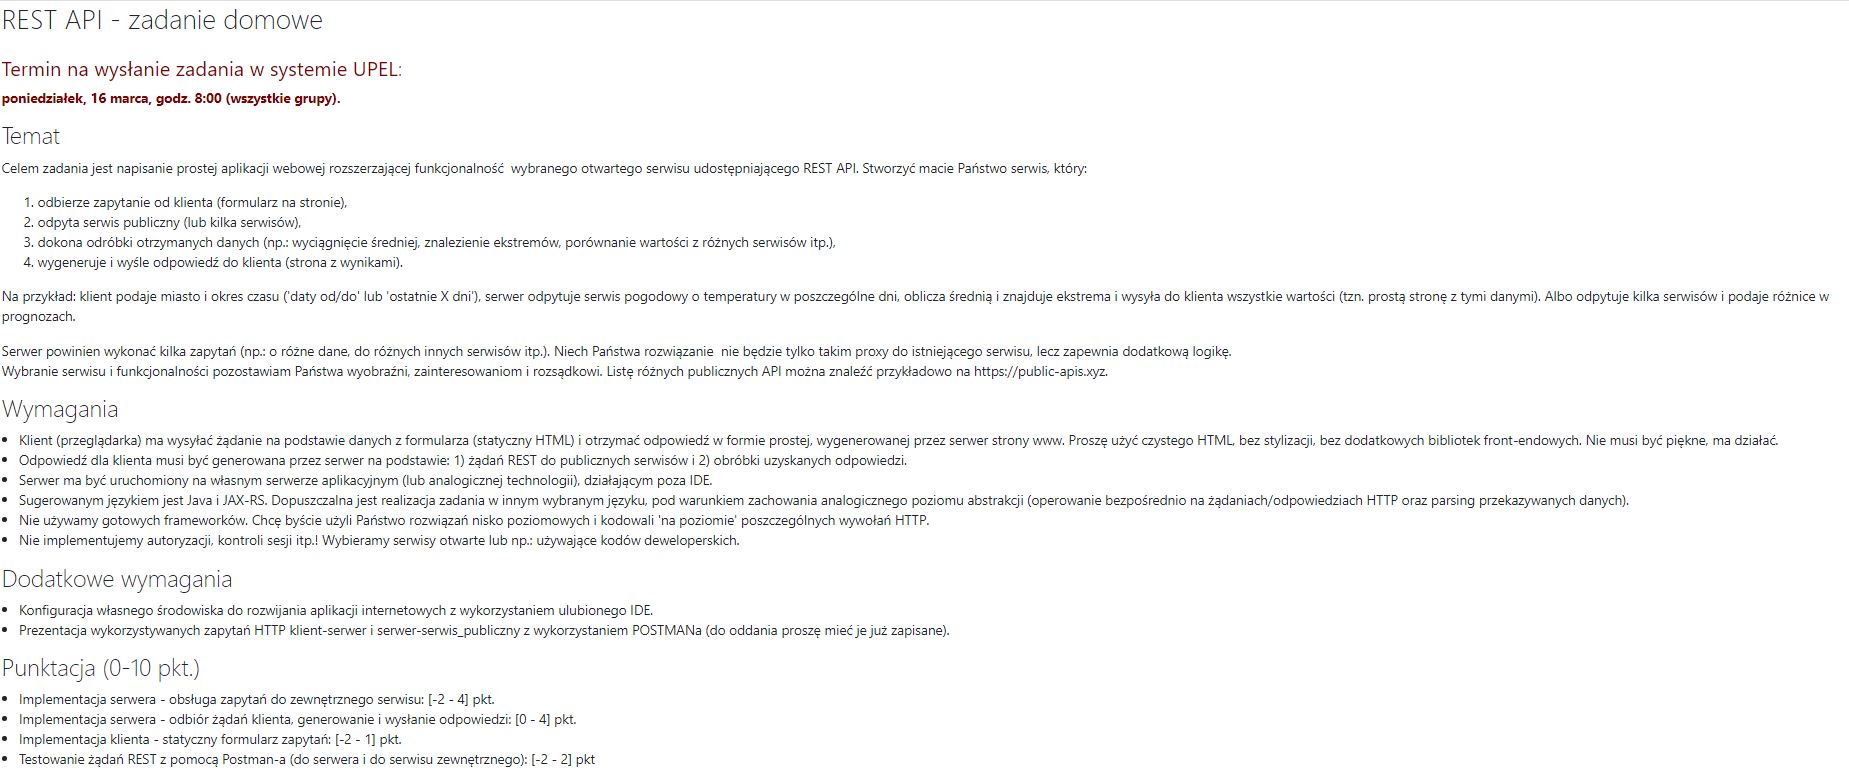 REST API - zadanie domowe
Termin na wysłanie zadania w systemie UPEL:
poniedziałek, 16 marca, godz. 8:00 (wszystkie grupy).
Temat
Celem zadania jest napisanie prostej aplikacji webowej rozszerzającej funkcjonalność  wybranego otwartego serwisu udostępniającego REST API. Stworzyć macie Państwo serwis, który:
1. odbierze zapytanie od klienta (formularz na stronie),
2. odpyta serwis publiczny (lub kilka serwisów),
3. dokona odróbki otrzymanych danych (np.: wyciągnięcie średniej, znalezienie ekstremów, porównanie wartości z różnych serwisów itp.),
4. wygeneruje i wyśle odpowiedź do klienta (strona z wynikami).
Na przykład: klient podaje miasto i okres czasu ('daty od/do' lub 'ostatnie X dni'), serwer odpytuje serwis pogodowy o temperatury w poszczególne dni, oblicza średnią i znajduje ekstrema i wysyła do klienta wszystkie wartości (tzn. prostą stronę z tymi danymi). Albo odpytuje kilka serwisów i podaje różnice w
prognozach.
Serwer powinien wykonać kilka zapytań (np.: o różne dane, do różnych innych serwisów itp.). Niech Państwa rozwiązanie  nie będzie tylko takim proxy do istniejącego serwisu, lecz zapewnia dodatkową logikę.
Wybranie serwisu i funkcjonalności pozostawiam Państwa wyobraźni, zainteresowaniom i rozsądkowi. Listę różnych publicznych API można znaleźć przykładowo na https://public-apis.xyz.
Wymagania
• Klient (przeglądarka) ma wysyłać żądanie na podstawie danych z formularza (statyczny HTML) i otrzymać odpowiedź w formie prostej, wygenerowanej przez serwer strony www. Proszę użyć czystego HTML, bez stylizacji, bez dodatkowych bibliotek front-endowych. Nie musi być piękne, ma działać.
• Odpowiedź dla klienta musi być generowana przez serwer na podstawie: 1) żądań REST do publicznych serwisów i 2) obróbki uzyskanych odpowiedzi.
• Serwer ma być uruchomiony na własnym serwerze aplikacyjnym (lub analogicznej technologii), działającym poza IDE.
• Sugerowanym językiem jest Java i JAX-RS. Dopuszczalna jest realizacja zadania w innym wybranym języku, pod warunkiem zachowania analogicznego poziomu abstrakcji (operowanie bezpośrednio na żądaniach/odpowiedziach HTTP oraz parsing przekazywanych danych).
• Nie używamy gotowych frameworków. Chcę byście użyli Państwo rozwiązań nisko poziomowych i kodowali 'na poziomie' poszczególnych wywołań HTTP.
• Nie implementujemy autoryzacji, kontroli sesji itp.! Wybieramy serwisy otwarte lub np.: używające kodów deweloperskich.
Dodatkowe wymagania
• Konfiguracja własnego środowiska do rozwijania aplikacji internetowych z wykorzystaniem ulubionego IDE.
• Prezentacja wykorzystywanych zapytań HTTP klient-serwer i serwer-serwis_publiczny z wykorzystaniem POSTMANa (do oddania proszę mieć je już zapisane).
Punktacja (0-10 pkt.)
• Implementacja serwera - obsługa zapytań do zewnętrznego serwisu: [-2 - 4] pkt.
• Implementacja serwera - odbiór żądań klienta, generowanie i wysłanie odpowiedzi: [0 - 4] pkt.
• Implementacja klienta - statyczny formularz zapytań: [-2 - 1] pkt.
• Testowanie żądań REST z pomocą Postman-a (do serwera i do serwisu zewnętrznego): [-2 - 2] pkt